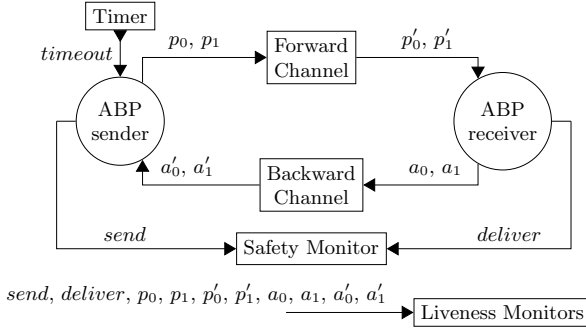 Timer
timeout
p₀, p₁
Forward
Channel
p′₀, p′₁
ABP
sender
ABP
receiver
a′₀, a′₁
Backward
Channel
a₀, a₁
send
Safety Monitor
deliver
send, deliver, p₀, p₁, p′₀, p′₁, a₀, a₁, a′₀, a′₁
Liveness Monitors